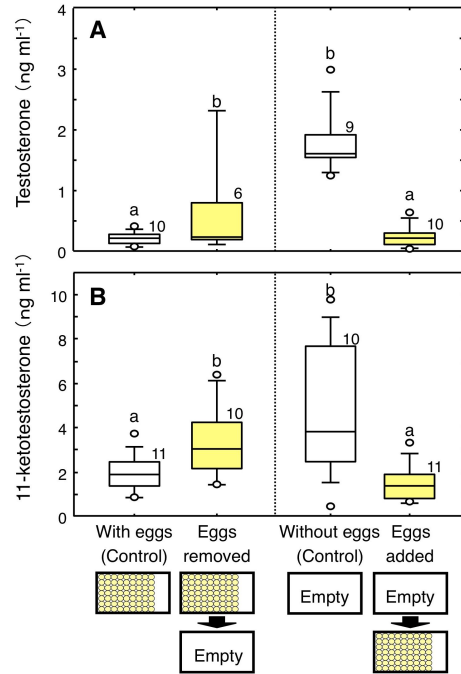 4
A
b
3
b
2
9
6
1
a
a
10
10
0
Testosterone (ng ml-1)
b
10
B
10
8
b
6
10
a
a
4
11
11
2
0
11-ketotestosterone (ng ml-1)
With eggs Eggs Without eggs Eggs
(Control) removed (Control) added
Empty Empty
Empty